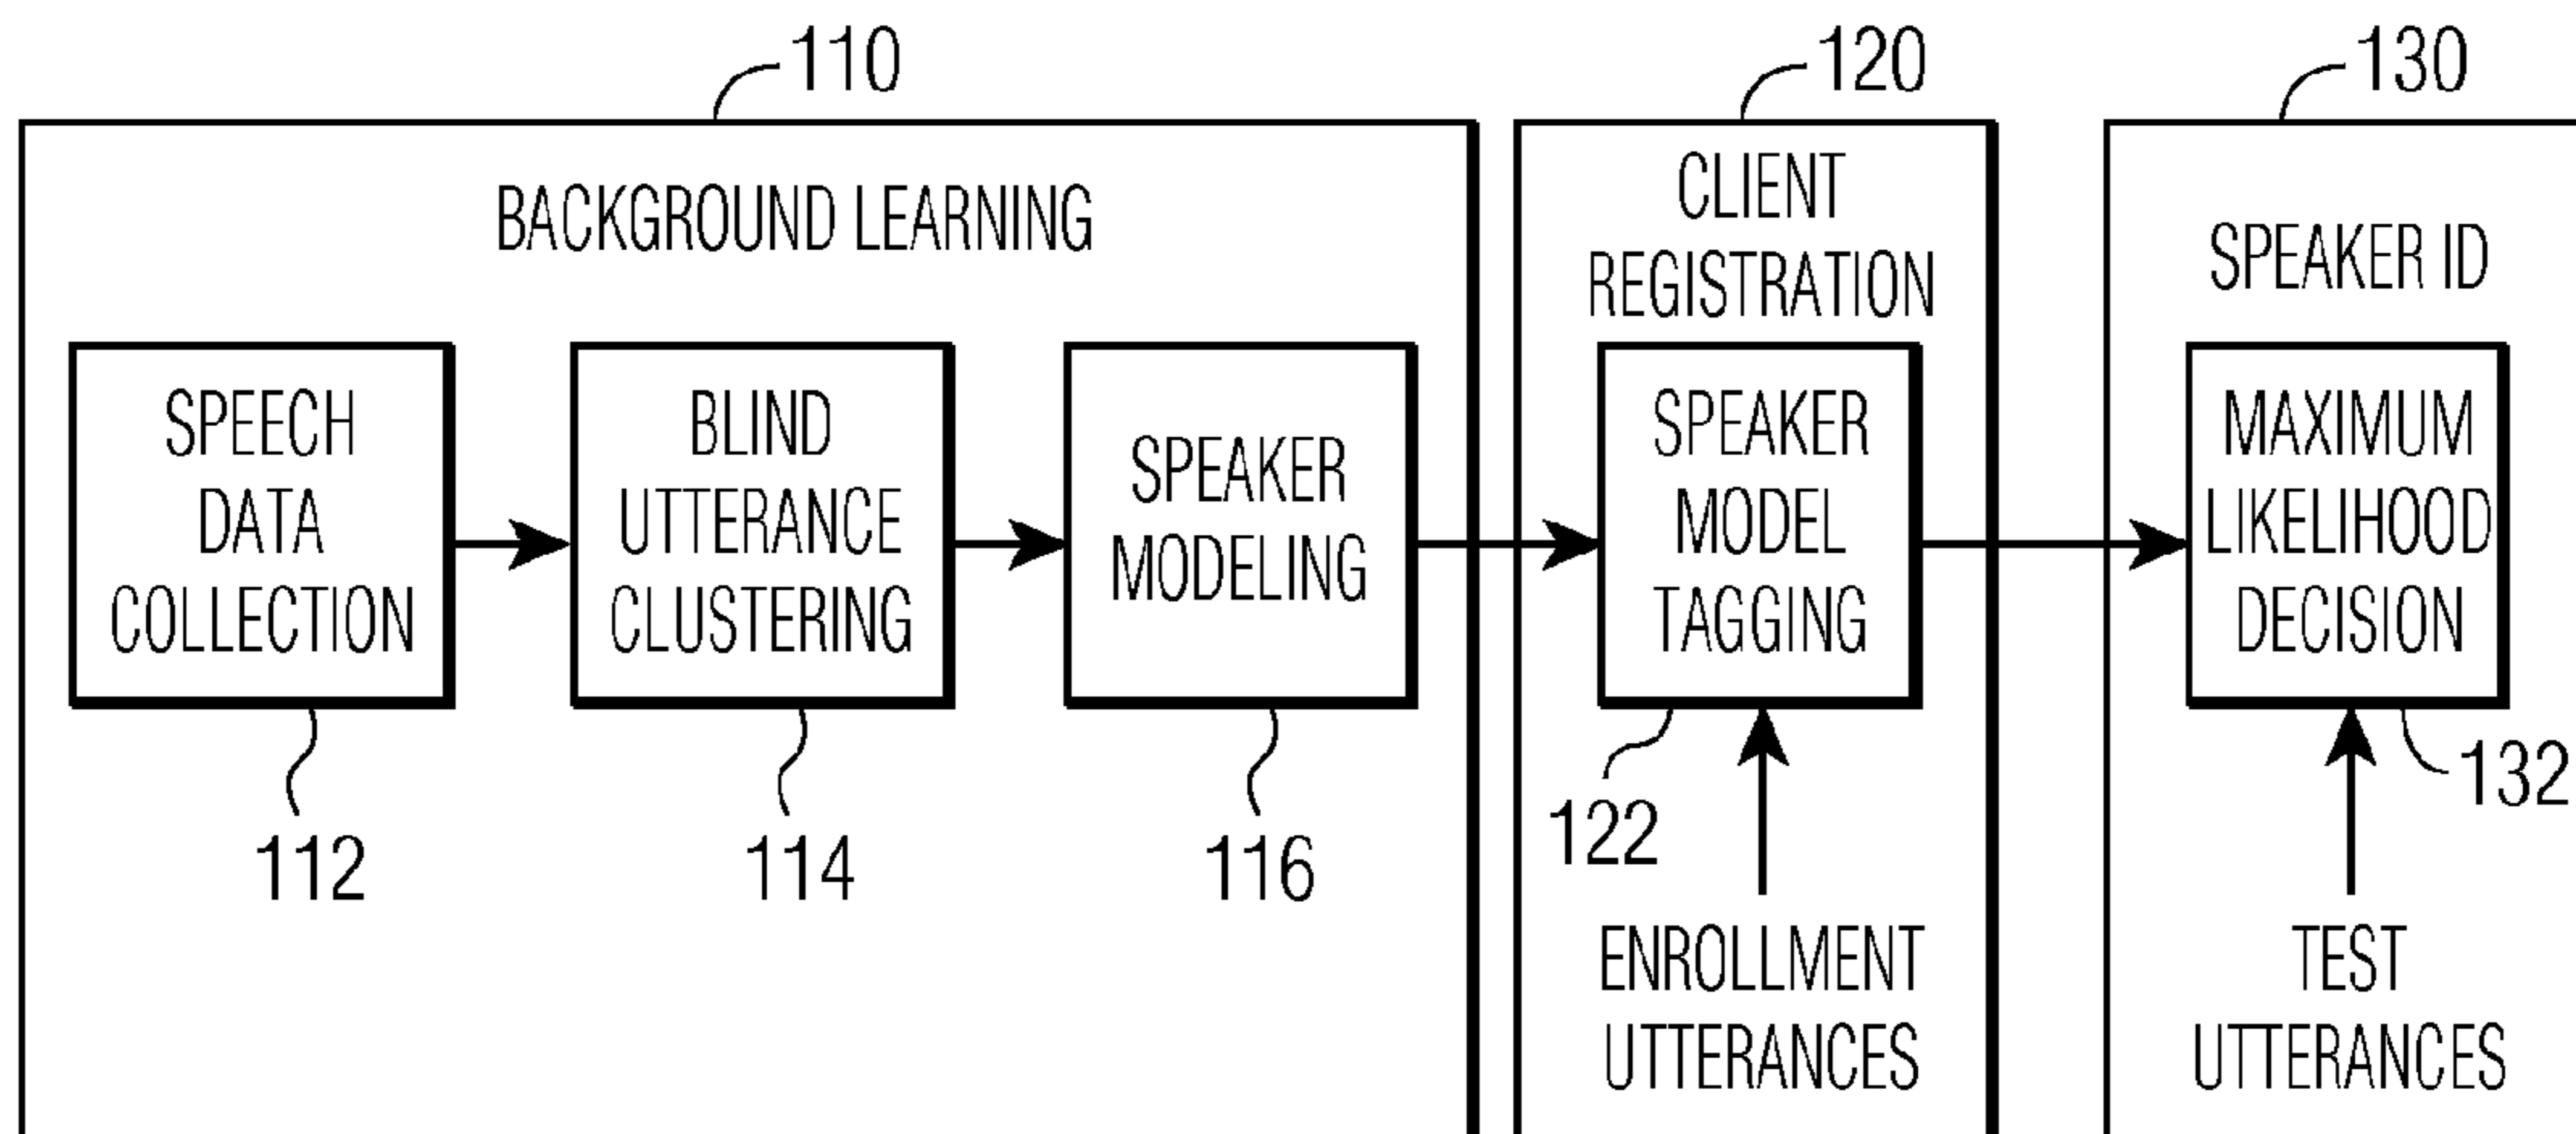 110
120
130
BACKGROUND LEARNING
CLIENT
REGISTRATION
SPEAKER ID
SPEECH
DATA
COLLECTION
BLIND
UTTERANCE
CLUSTERING
SPEAKER
MODELING
SPEAKER
MODEL
TAGGING
MAXIMUM
LIKELIHOOD
DECISION
112
114
116
122
132
ENROLLMENT
UTTERANCES
TEST
UTTERANCES